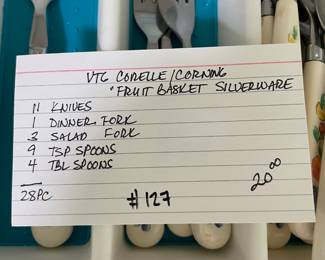 VTG CORELLE/CORNING
"FRUIT BASKET SILVERWARE
11 KNIVES
1 DINNER FORK
3 SALAD FORK
9 TSP SPOONS
4 TBL SPOONS
28PC
#127
20⁰⁰